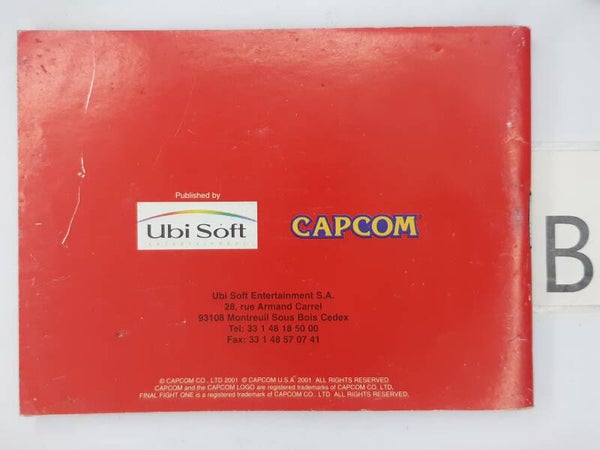 Published by
Ubi Soft
ENTERTAINMENT
CAPCOM
Ubi Soft Entertainment S.A.
28, rue Armand Carrel
93108 Montreuil Sous Bois Cedex
Tel: 33 1 48 18 50 00
Fax: 33 1 48 57 07 41
© CAPCOM CO., LTD 2001 © CAPCOM U.S.A 2001 ALL RIGHTS RESERVED
CAPCOM and the CAPCOM LOGO are registered trademarks of CAPCOM CO. LTD.
FINAL FIGHT ONE is a registered trademark of CAPCOM CO., LTD ALL RIGHTS RESERVED.
B